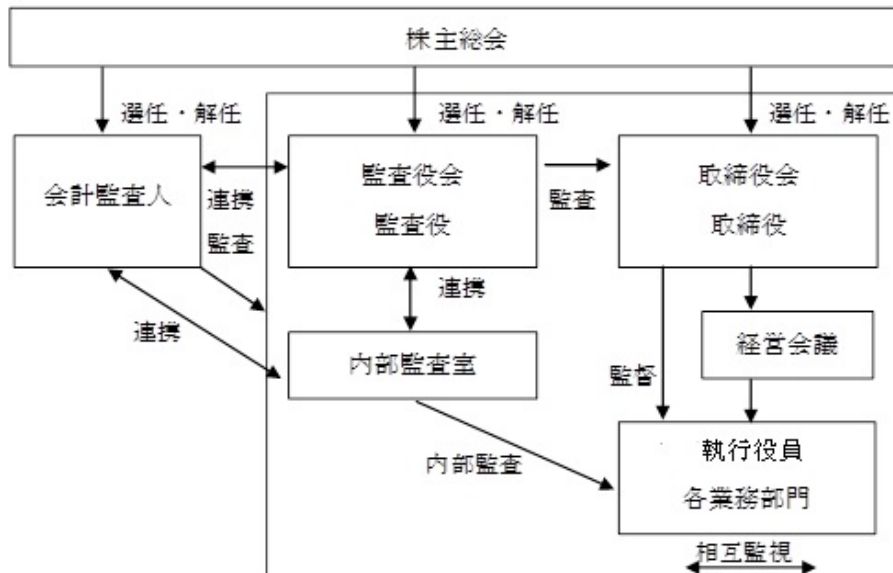 株主総会
選任・解任
選任・解任
選任・解任
会計監査人
連携
監査
監査役会
監査役
監査
取締役会
取締役
連携
連携
内部監査室
監督
経営会議
内部監査
執行役員
各業務部門
相互監視